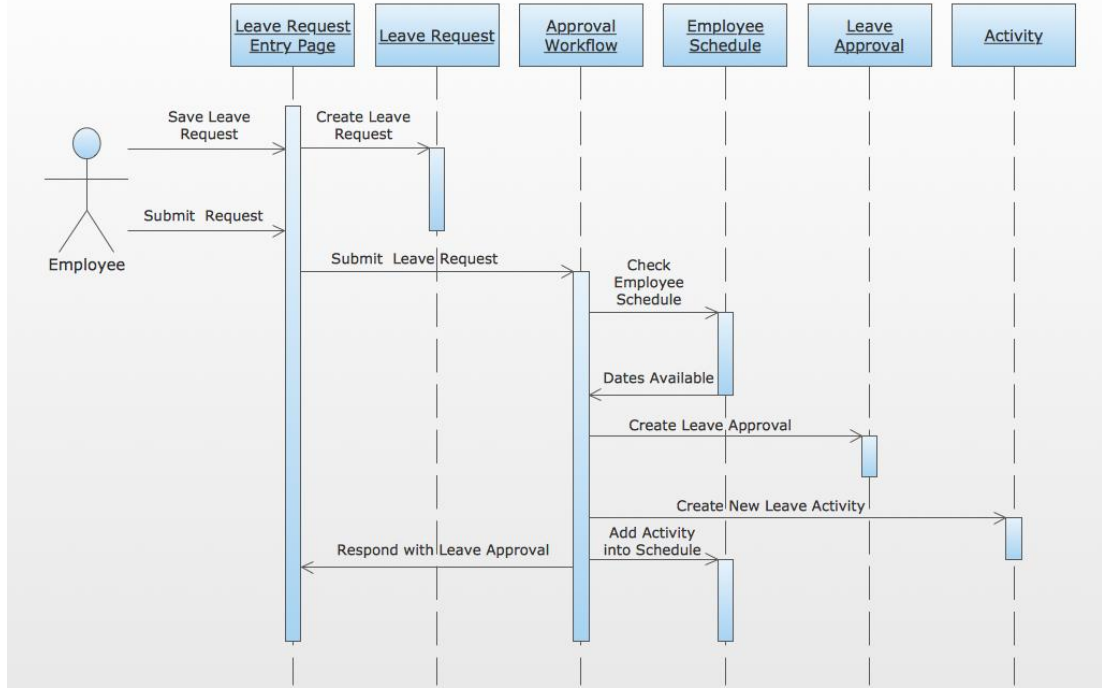 Leave Request
Entry Page
Leave Request
Approval
Workflow
Employee
Schedule
Leave
Approval
Activity
Save Leave
Request
Create Leave
Request
Submit  Request
Employee
Submit  Leave Request
Check
Employee
Schedule
Dates Available
Create Leave Approval
Create New Leave Activity
Add Activity
into Schedule
Respond with Leave Approval